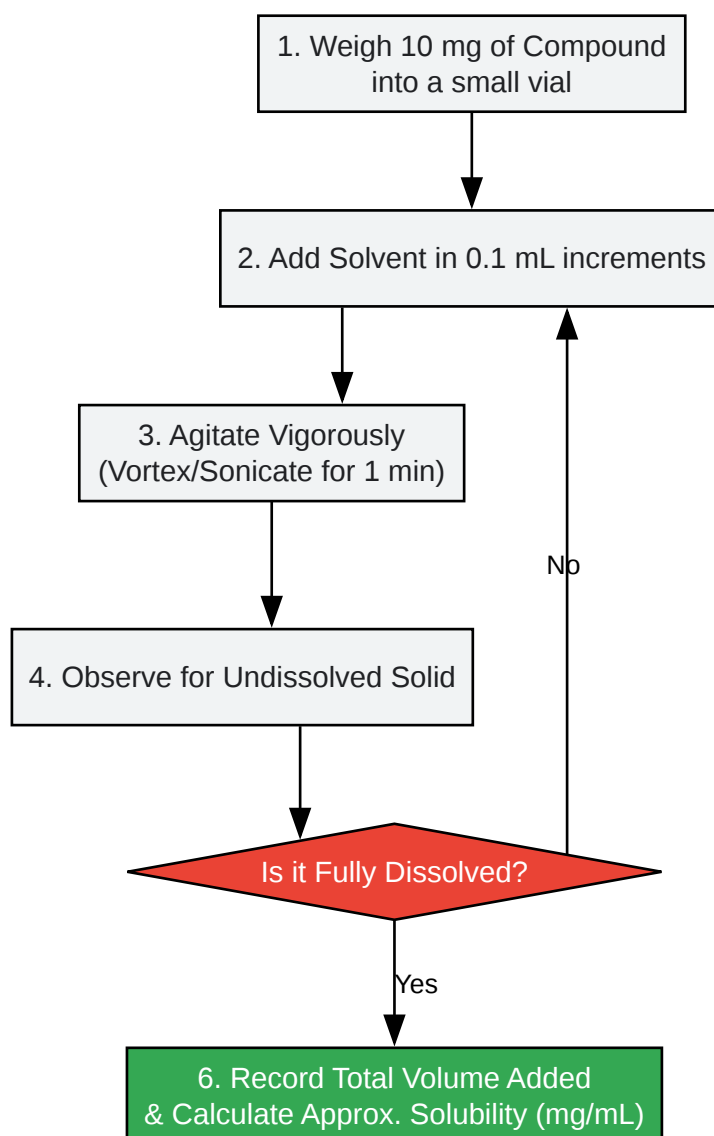 1. Weigh 10 mg of Compound
into a small vial
2. Add Solvent in 0.1 mL increments
3. Agitate Vigorously
(Vortex/Sonicate for 1 min)
No
4. Observe for Undissolved Solid
Is it Fully Dissolved?
Yes
6. Record Total Volume Added
& Calculate Approx. Solubility (mg/mL)